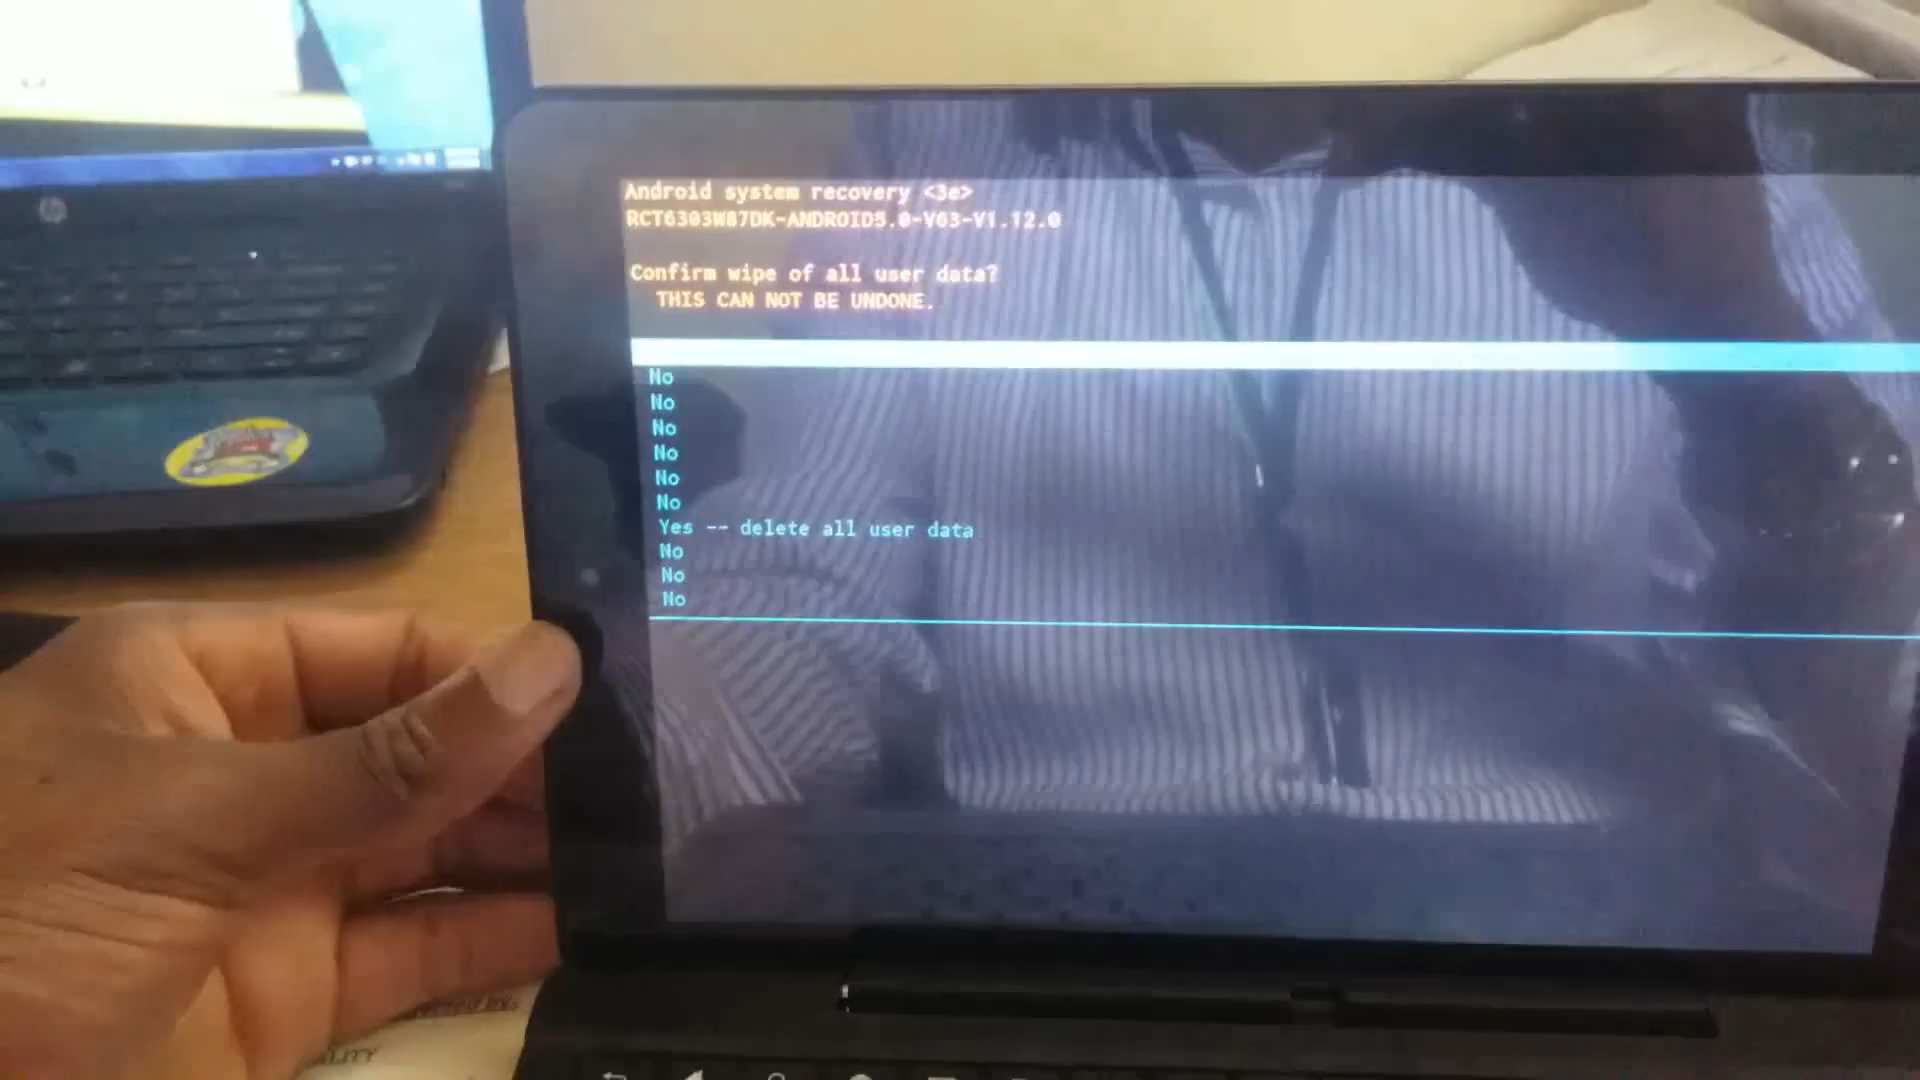 Android system recovery <3e>
RCT6303W87DK-ANDROID5.0-V63-V1.12.0
Confirm wipe of all user data?
THIS CAN NOT BE UNDONE.
No
No
No
No
No
No
Yes -- delete all user data
No
No
No